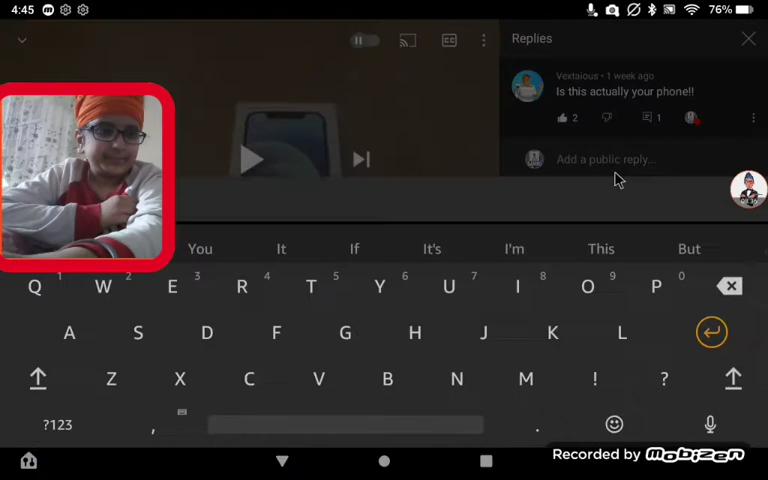 4:45
76%
Replies
Vextaious • 1 week ago
Is this actually your phone!!
2
1
Add a public reply...
You It If It's I'm This But
1 2 3 4 5 6 7 8 9 0
Q W E R T Y U I O P
A S D F G H J K L
Z X C V B N M ! ?
?123 , .
Recorded by mobizen